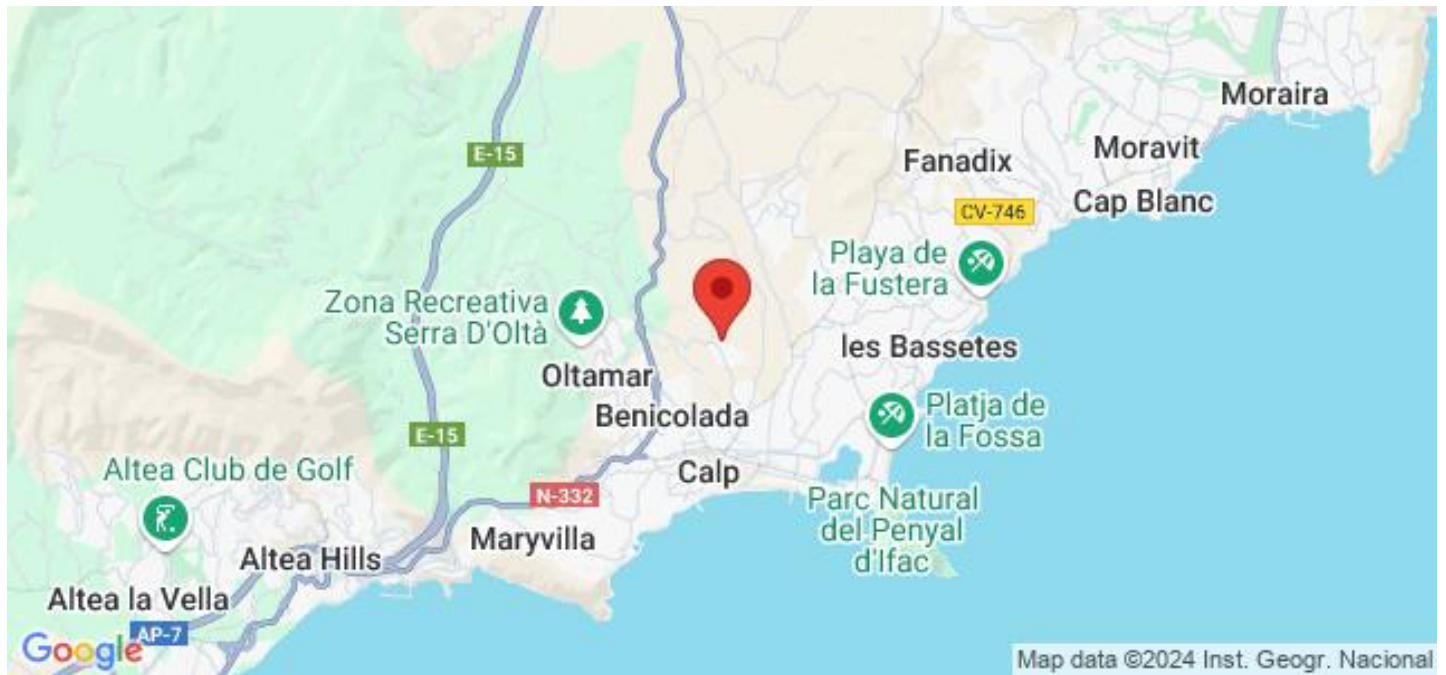 Moraira
E-15
Fanadix
Moravit
CV-746
Cap Blanc
Playa de
la Fustera
Zona Recreativa
Serra D'Oltà
les Bassetes
Oltamar
Benicolada
Platja de
la Fossa
E-15
Altea Club de Golf
Calp
N-332
Parc Natural
del Penyal
d'Ifac
Maryvilla
Altea Hills
Altea la Vella
AP-7
Google
Map data ©2024 Inst. Geogr. Nacional